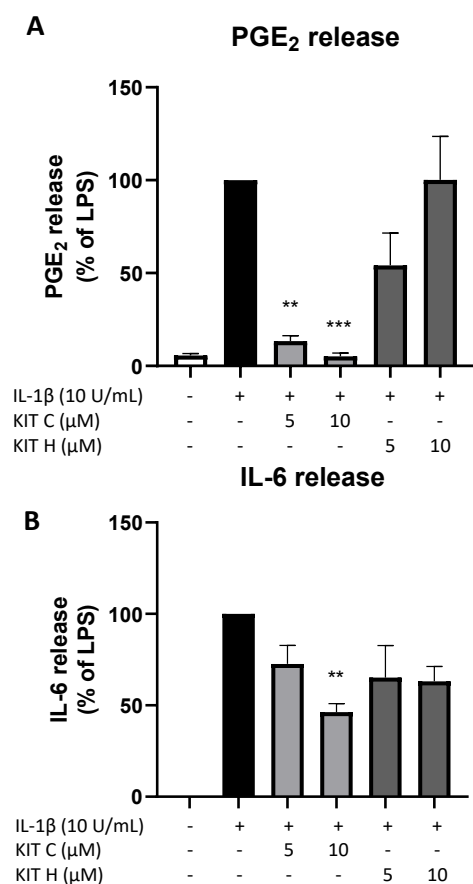 A
PGE₂ release
PGE₂ release
(% of LPS)
150
100
50
0
** ***
IL-1β (10 U/mL) - + + + + +
KIT C (µM) - - 5 10 - -
KIT H (µM) - - - - 5 10
IL-6 release
B
IL-6 release
(% of LPS)
150
100
50
0
**
IL-1β (10 U/mL) - + + + + +
KIT C (µM) - - 5 10 - -
KIT H (µM) - - - - 5 10